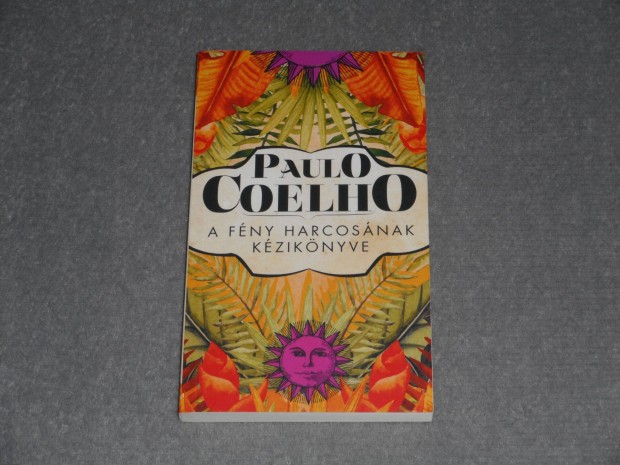 PAULO
COELHO
A FÉNY HARCOSÁNAK
KÉZIKÖNYVE